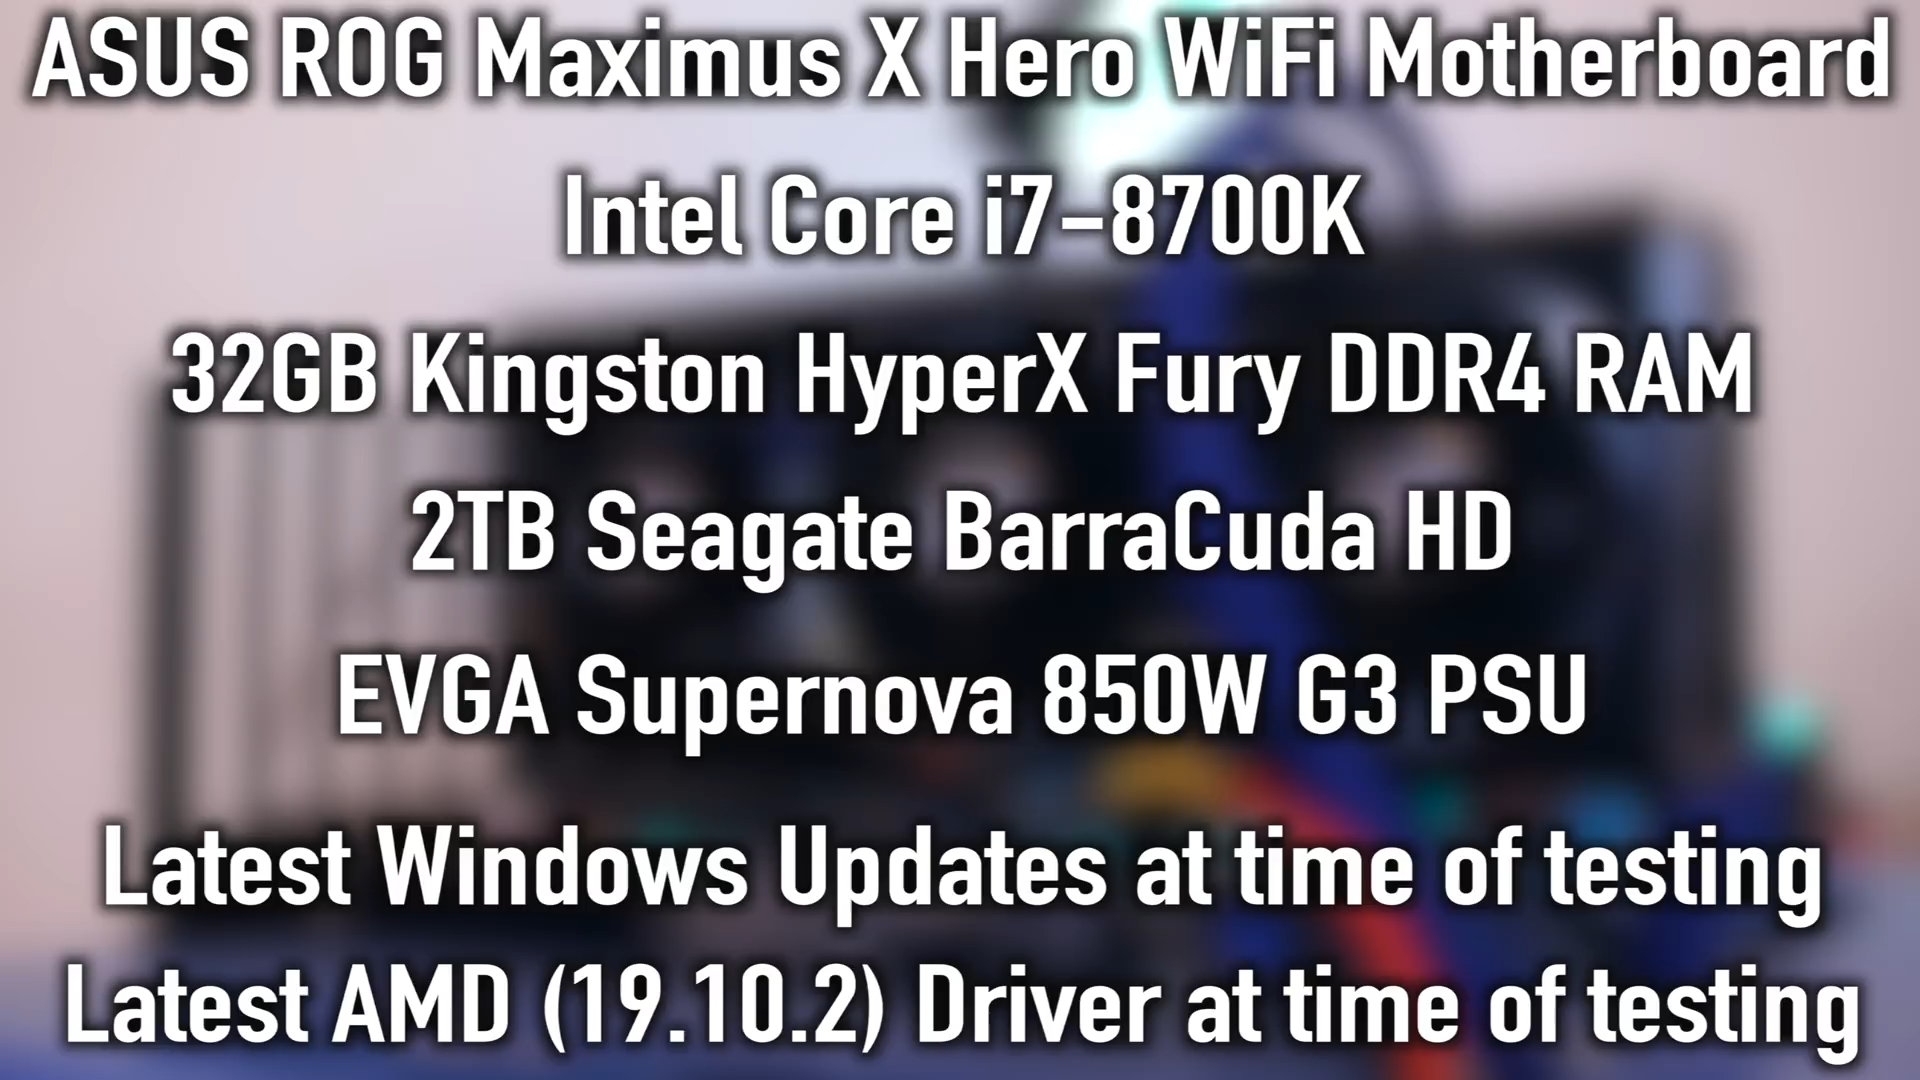 ASUS ROG Maximus X Hero WiFi Motherboard
Intel Core i7-8700K
32GB Kingston HyperX Fury DDR4 RAM
2TB Seagate BarraCuda HD
EVGA Supernova 850W G3 PSU
Latest Windows Updates at time of testing
Latest AMD (19.10.2) Driver at time of testing